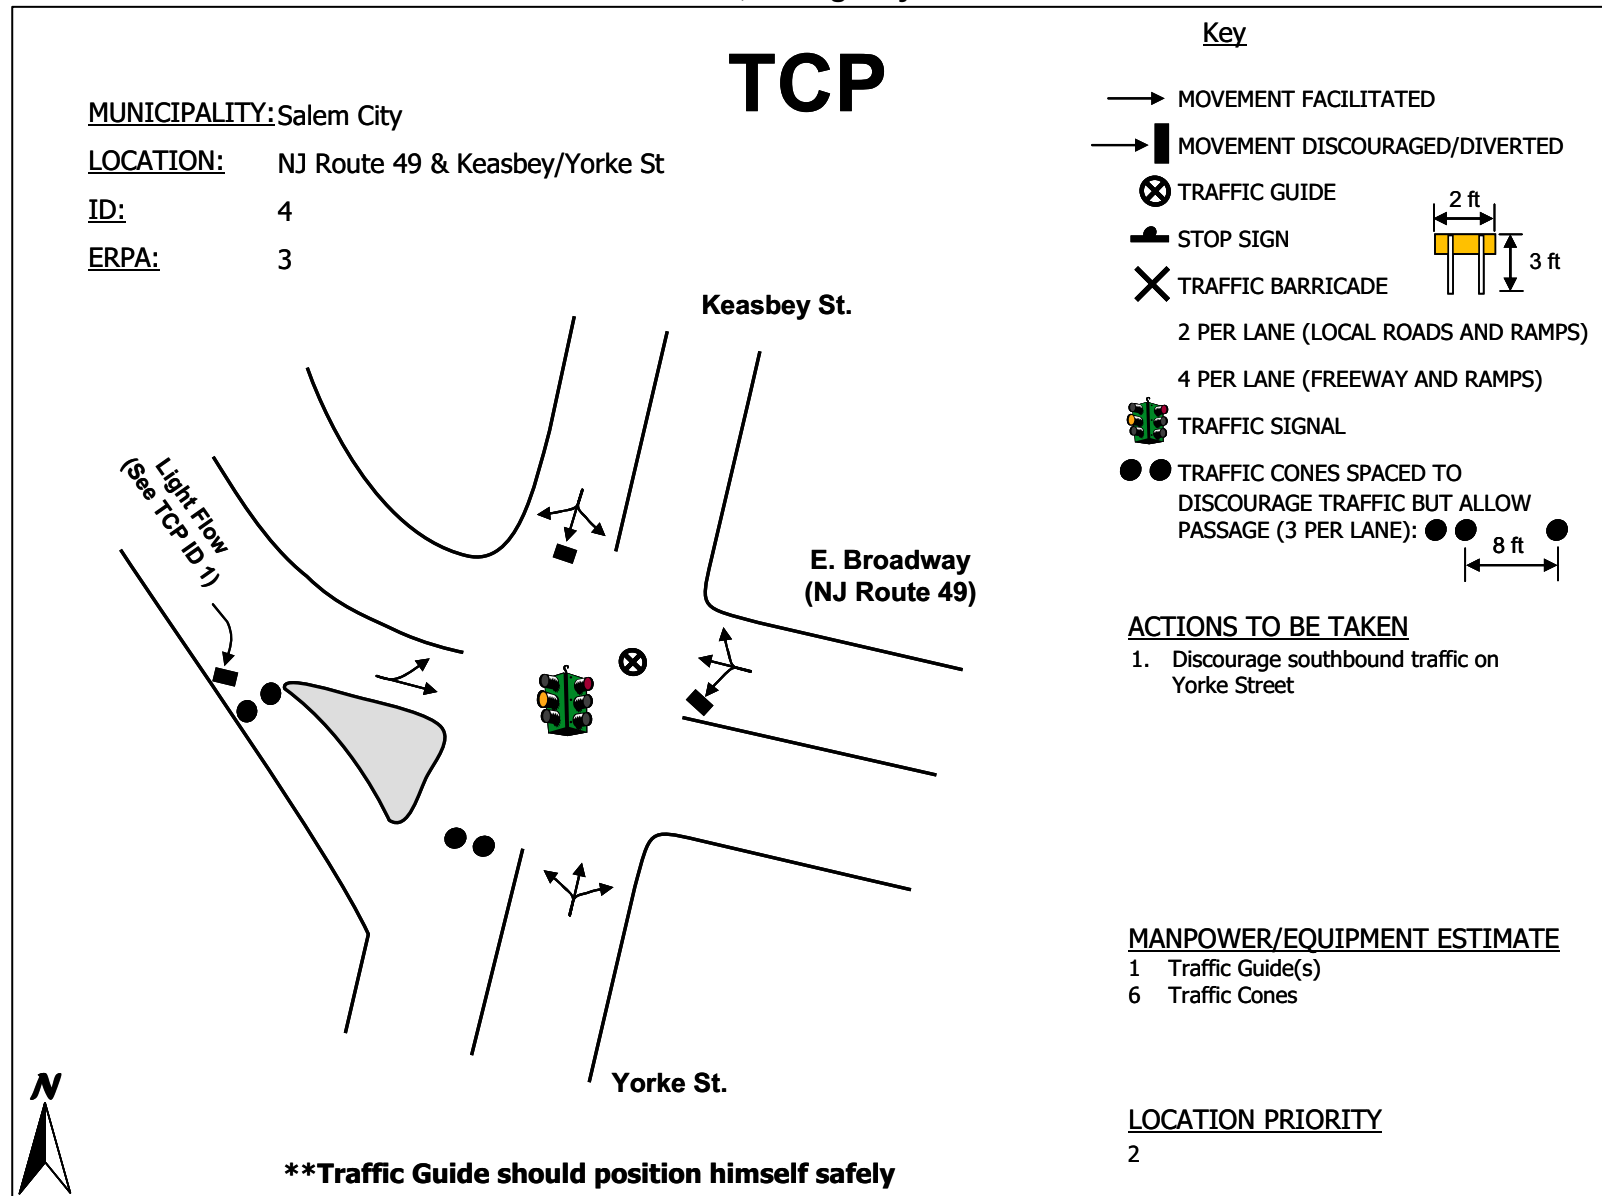 TCP
MUNICIPALITY: Salem City
LOCATION: NJ Route 49 & Keasbey/Yorke St
ID: 4
ERPA: 3
Keasbey St.
Light Flow
(See TCP ID 1)
E. Broadway
(NJ Route 49)
Yorke St.
N
**Traffic Guide should position himself safely
Key
MOVEMENT FACILITATED
MOVEMENT DISCOURAGED/DIVERTED
TRAFFIC GUIDE
STOP SIGN
TRAFFIC BARRICADE
2 ft
3 ft
2 PER LANE (LOCAL ROADS AND RAMPS)
4 PER LANE (FREEWAY AND RAMPS)
TRAFFIC SIGNAL
TRAFFIC CONES SPACED TO
DISCOURAGE TRAFFIC BUT ALLOW
PASSAGE (3 PER LANE):
8 ft
ACTIONS TO BE TAKEN
1. Discourage southbound traffic on
Yorke Street
MANPOWER/EQUIPMENT ESTIMATE
1 Traffic Guide(s)
6 Traffic Cones
LOCATION PRIORITY
2